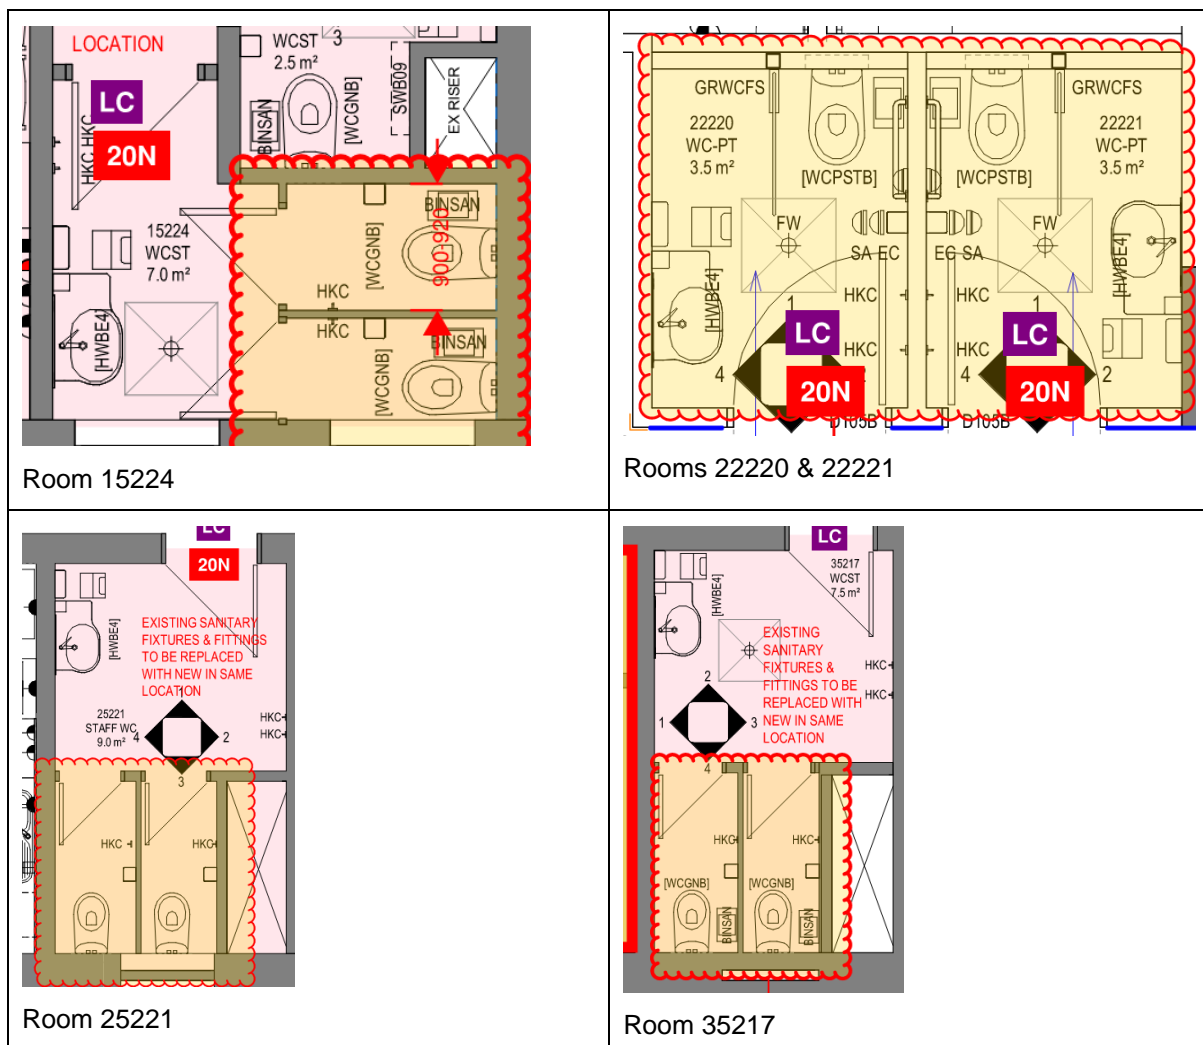 LOCATION
WCST
3
2.5 m²
LC
20N
HKC HKC
BINSAN
[WCGNB]
SWB09
EX RISER
15224
WCST
7.0 m²
[HWBE4]
BINSAN
[WCGNB]
900-920
HKC
HKC
BINSAN
[WCGNB]
Room 15224
GRWCFS
22220
WC-PT
3.5 m²
[WCPSTB]
FW
SA EC
HKC
[HWBE4]
1
LC
HKC
4
20N
D105B
GRWCFS
22221
WC-PT
3.5 m²
[WCPSTB]
FW
EC SA
HKC
[HWBE4]
1
LC
HKC
4
2
20N
D105B
Rooms 22220 & 22221
LC
20N
[HWBE4]
EXISTING SANITARY
FIXTURES & FITTINGS
TO BE REPLACED
WITH NEW IN SAME
LOCATION
1
25221
STAFF WC
9.0 m²
4
2
3
HKC
HKC
HKC
HKC
Room 25221
LC
35217
WCST
7.5 m²
[HWBE4]
EXISTING
SANITARY
FIXTURES &
FITTINGS TO BE
REPLACED WITH
NEW IN SAME
LOCATION
HKC
HKC
2
1
3
4
HKC
HKC
[WCGNB]
[WCGNB]
BINSAN
BINSAN
Room 35217